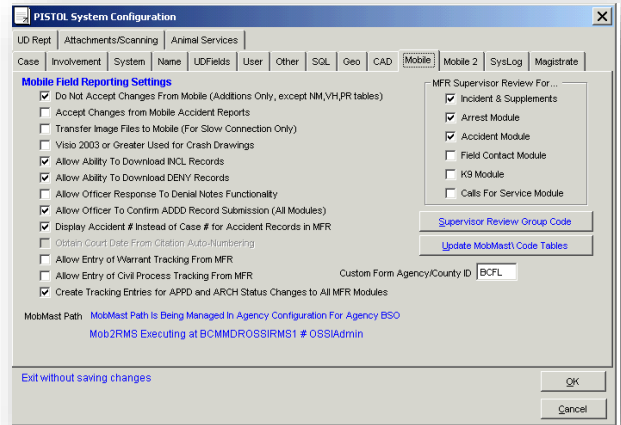 PISTOL System Configuration
UD Rept Attachments/Scanning Animal Services
Case Involvement System Name UDFields User Other SQL Geo CAD Mobile Mobile 2 SysLog Magistrate
Mobile Field Reporting Settings
Do Not Accept Changes From Mobile (Additions Only, except NM,VH,PR tables)
Accept Changes from Mobile Accident Reports
Transfer Image Files to Mobile (For Slow Connection Only)
Visio 2003 or Greater Used for Crash Drawings
Allow Ability To Download INCL Records
Allow Ability To Download DENY Records
Allow Officer Response To Denial Notes Functionality
Allow Officer To Confirm ADDD Record Submission (All Modules)
Display Accident # Instead of Case # for Accident Records in MFR
Obtain Court Date From Citation Auto-Numbering
Allow Entry of Warrant Tracking From MFR
Allow Entry of Civil Process Tracking From MFR
Create Tracking Entries for APPD and ARCH Status Changes to All MFR Modules
MFR Supervisor Review For...
Incident & Supplements
Arrest Module
Accident Module
Field Contact Module
K9 Module
Calls For Service Module
Supervisor Review Group Code
Update MobMast\ Code Tables
Custom Form Agency/County ID BCFL
MobMast Path MobMast Path Is Being Managed In Agency Configuration For Agency BSO
Mob2RMS Executing at BCMMDROSSIRMS1 # OSSIAdmin
Exit without saving changes
OK
Cancel